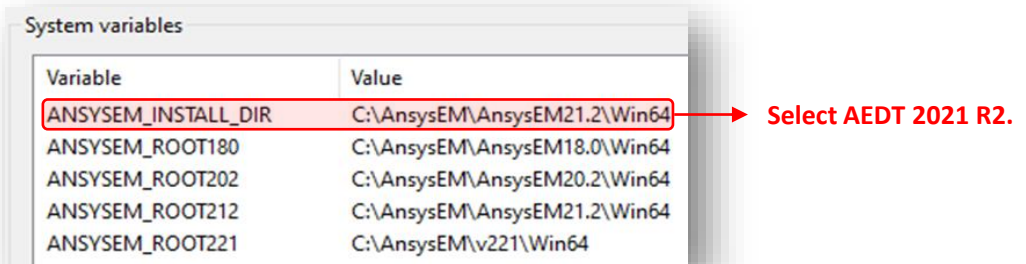 System variables
Variable Value
ANSYSEM_INSTALL_DIR C:\AnsysEM\AnsysEM21.2\Win64 Select AEDT 2021 R2.
ANSYSEM_ROOT180 C:\AnsysEM\AnsysEM18.0\Win64
ANSYSEM_ROOT202 C:\AnsysEM\AnsysEM20.2\Win64
ANSYSEM_ROOT212 C:\AnsysEM\AnsysEM21.2\Win64
ANSYSEM_ROOT221 C:\AnsysEM\v221\Win64